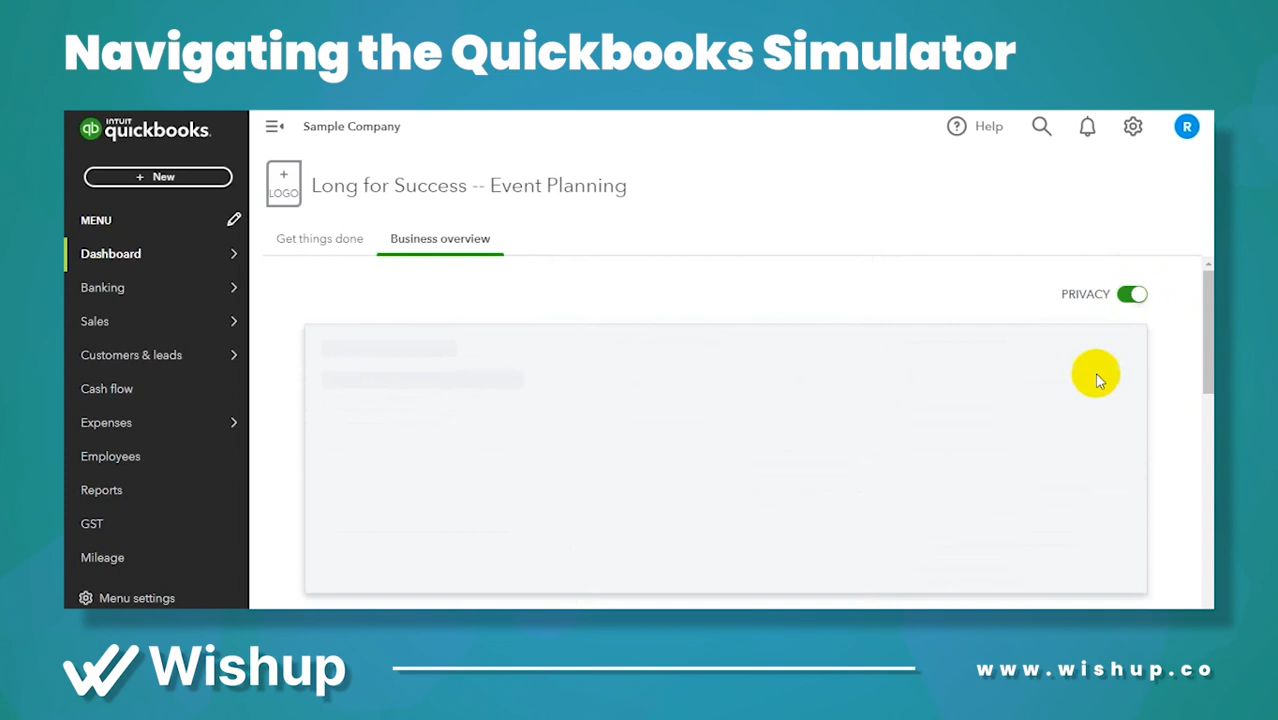 Navigating the Quickbooks Simulator
INTUIT
qb quickbooks.
Sample Company
Help
R
+ New
+
LOGO
Long for Success -- Event Planning
MENU
Get things done
Business overview
Dashboard
Banking
PRIVACY
Sales
Customers & leads
Cash flow
Expenses
Employees
Reports
GST
Mileage
Menu settings
Wishup
www.wishup.co